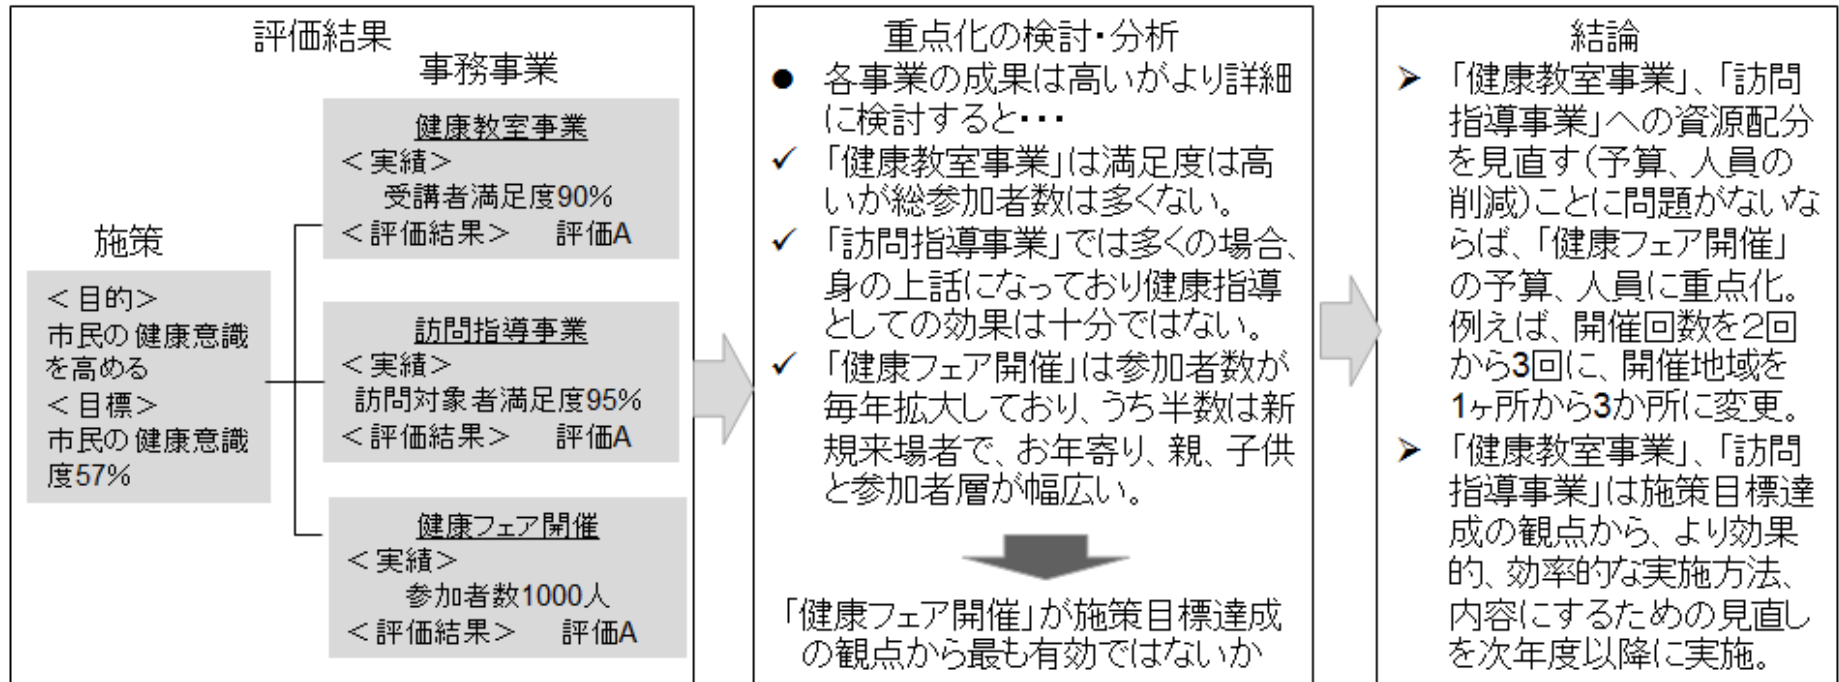 評価結果
事務事業
健康教室事業
＜実績＞
受講者満足度90%
＜評価結果＞ 評価A
施策
＜目的＞
市民の健康意識
を高める
＜目標＞
市民の健康意識
度57%
訪問指導事業
＜実績＞
訪問対象者満足度95%
＜評価結果＞ 評価A
健康フェア開催
＜実績＞
参加者数1000人
＜評価結果＞ 評価A
重点化の検討・分析
● 各事業の成果は高いがより詳細
に検討すると・・・
✓ 「健康教室事業」は満足度は高
いが総参加者数は多くない。
✓ 「訪問指導事業」では多くの場合、
身の上話になっており健康指導
としての効果は十分ではない。
✓ 「健康フェア開催」は参加者数が
毎年拡大しており、うち半数は新
規来場者で、お年寄り、親、子供
と参加者層が幅広い。
「健康フェア開催」が施策目標達成
の観点から最も有効ではないか
結論
➢ 「健康教室事業」、「訪問
指導事業」への資源配分
を見直す（予算、人員の
削減）ことに問題がないな
らば、「健康フェア開催」
の予算、人員に重点化。
例えば、開催回数を２回
から3回に、開催地域を
1ヶ所から3か所に変更。
➢ 「健康教室事業」、「訪問
指導事業」は施策目標達
成の観点から、より効果
的、効率的な実施方法、
内容にするための見直し
を次年度以降に実施。